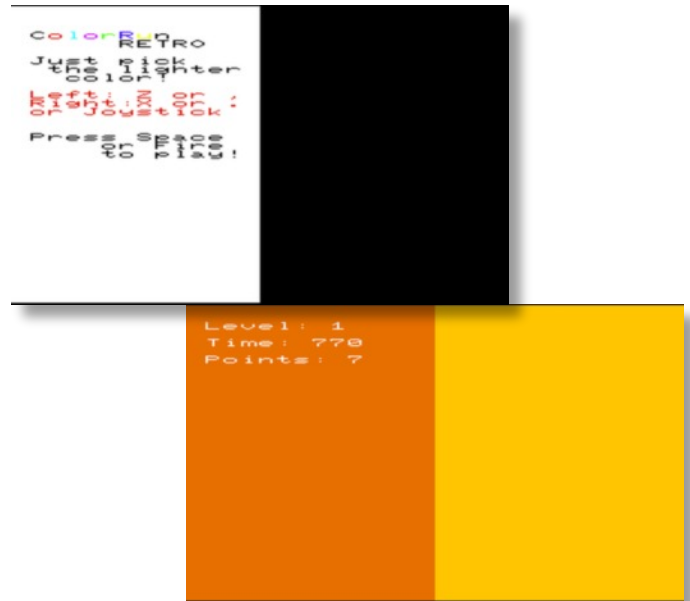 ColorRun
RETRO
Just pick
the lighter
color!
Left: Z or ,
Right:X or .
or Joystick
Press Space
or Fire
to play!
Level: 1
Time: 770
Points: 7